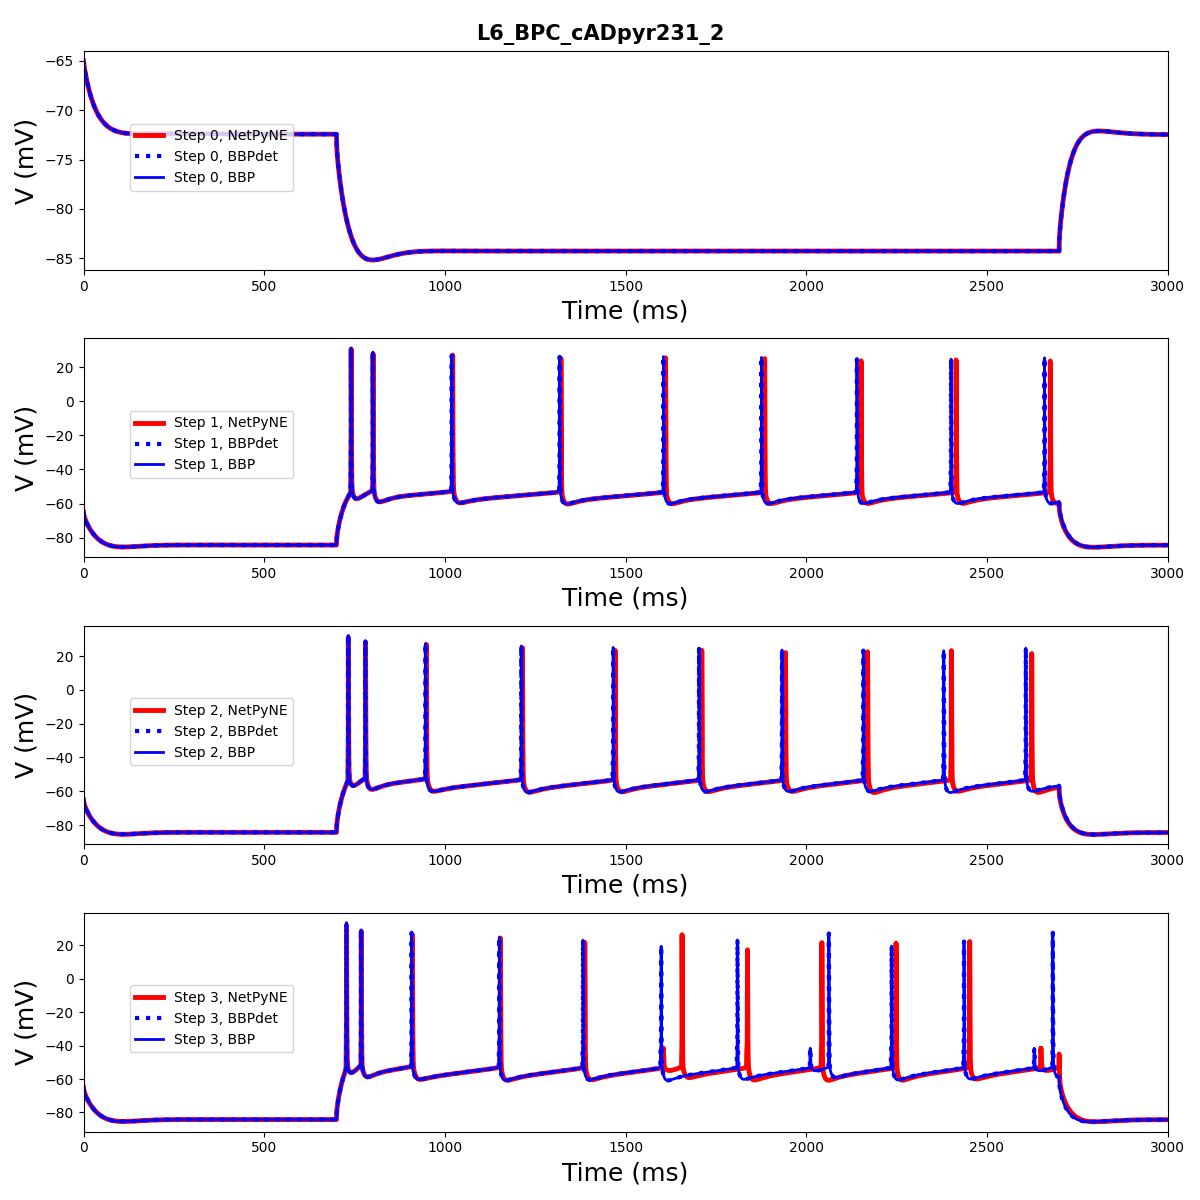 L6_BPC_cADpyr231_2
V (mV)
−65
−70
−75
−80
−85
Step 0, NetPyNE
Step 0, BBPdet
Step 0, BBP
0 500 1000 1500 2000 2500 3000
Time (ms)
V (mV)
20
0
−20
−40
−60
−80
Step 1, NetPyNE
Step 1, BBPdet
Step 1, BBP
0 500 1000 1500 2000 2500 3000
Time (ms)
V (mV)
20
0
−20
−40
−60
−80
Step 2, NetPyNE
Step 2, BBPdet
Step 2, BBP
0 500 1000 1500 2000 2500 3000
Time (ms)
V (mV)
20
0
−20
−40
−60
−80
Step 3, NetPyNE
Step 3, BBPdet
Step 3, BBP
0 500 1000 1500 2000 2500 3000
Time (ms)